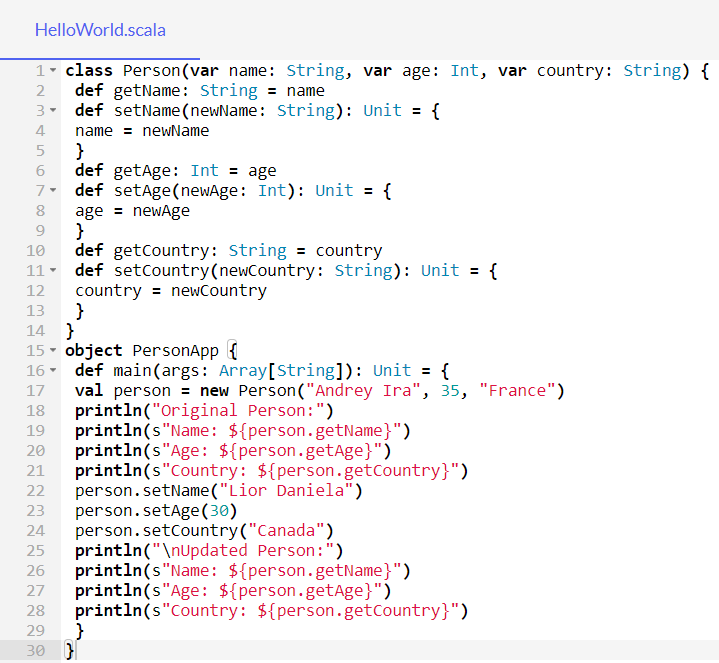 HelloWorld.scala
1 class Person(var name: String, var age: Int, var country: String) {
2 def getName: String = name
3 def setName(newName: String): Unit = {
4 name = newName
5 }
6 def getAge: Int = age
7 def setAge(newAge: Int): Unit = {
8 age = newAge
9 }
10 def getCountry: String = country
11 def setCountry(newCountry: String): Unit = {
12 country = newCountry
13 }
14 }
15 object PersonApp {
16 def main(args: Array[String]): Unit = {
17 val person = new Person("Andrey Ira", 35, "France")
18 println("Original Person:")
19 println(s"Name: ${person.getName}")
20 println(s"Age: ${person.getAge}")
21 println(s"Country: ${person.getCountry}")
22 person.setName("Lior Daniela")
23 person.setAge(30)
24 person.setCountry("Canada")
25 println("\nUpdated Person:")
26 println(s"Name: ${person.getName}")
27 println(s"Age: ${person.getAge}")
28 println(s"Country: ${person.getCountry}")
29 }
30 }